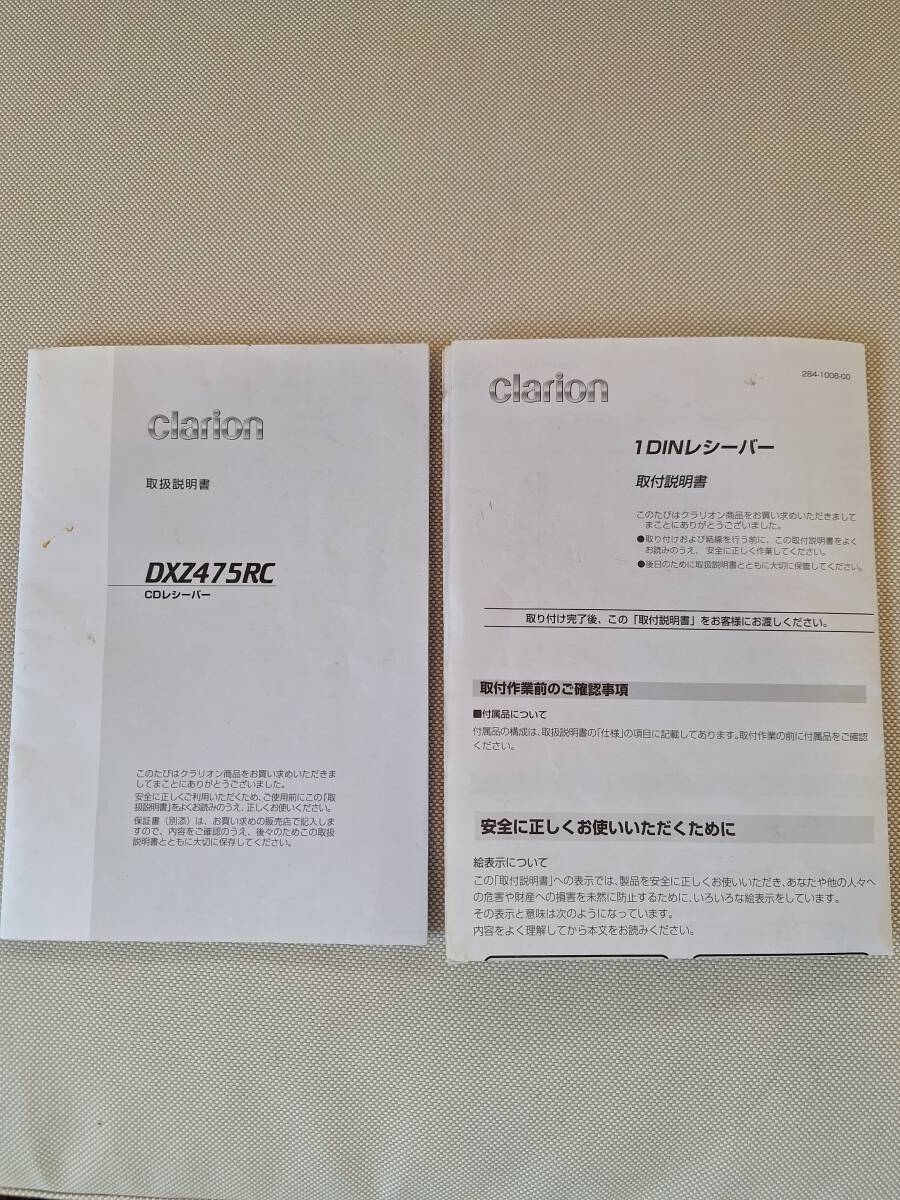 clarion
取扱説明書
DXZ475RC
CDレシーバー
このたびはクラリオン商品をお買い求めいただきま
してまことにありがとうございました。
安全に正しくご利用いただくため、ご使用前にこの『取
扱説明書』をよくお読みのうえ、正しくお使いください。
保証書（別添）は、お買い求めの販売店で記入しま
すので、内容をご確認のうえ、後々のためこの取扱
説明書とともに大切に保存してください。
284-1006-00
clarion
1DINレシーバー
取付説明書
このたびはクラリオン商品をお買い求めいただきまして
まことにありがとうございました。
●取り付けおよび結線を行う前に、この取付説明書をよく
お読みのうえ、安全に正しく作業してください。
●後日のために取扱説明書とともに大切に保管してください。
取り付け完了後、この「取付説明書」をお客様にお渡しください。
取付作業前のご確認事項
■付属品について
付属品の構成は、取扱説明書の「仕様」の項目に記載してあります。取付作業の前に付属品をご確認
ください。
安全に正しくお使いいただくために
絵表示について
この「取付説明書」への表示では、製品を安全に正しくお使いいただき、あなたや他の人々へ
の危害や財産への損害を未然に防止するために、いろいろな絵表示をしています。
その表示と意味は次のようになっています。
内容をよく理解してから本文をお読みください。